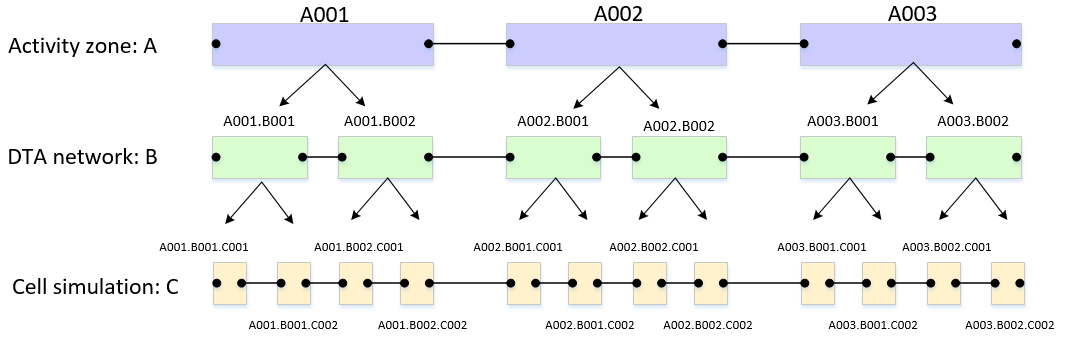 A001 A002 A003
Activity zone: A
A001.B001 A001.B002 A002.B001 A002.B002 A003.B001 A003.B002
DTA network: B
A001.B001.C001 A001.B002.C001 A002.B001.C001 A002.B002.C001 A003.B001.C001 A003.B002.C001
Cell simulation: C
A001.B001.C002 A001.B002.C002 A002.B001.C002 A002.B002.C002 A003.B001.C002 A003.B002.C002